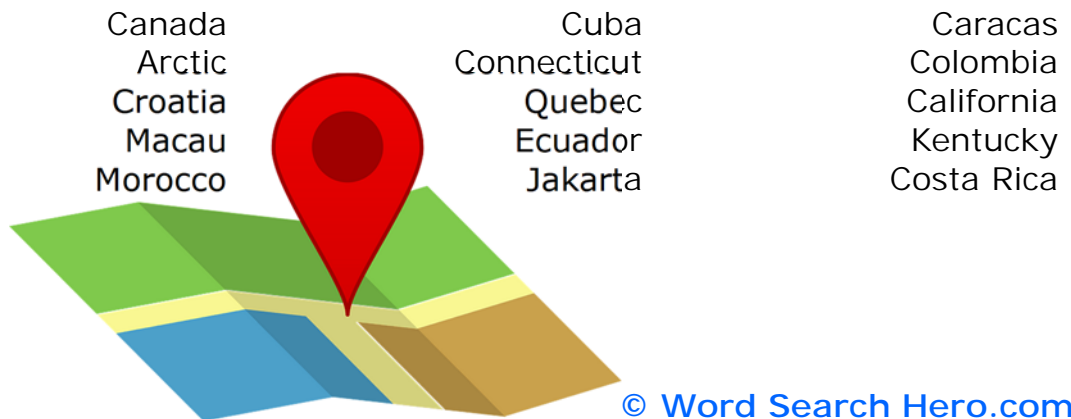 Canada Cuba Caracas
Arctic Connecticut Colombia
Croatia Quebec California
Macau Ecuador Kentucky
Morocco Jakarta Costa Rica
© Word Search Hero.com